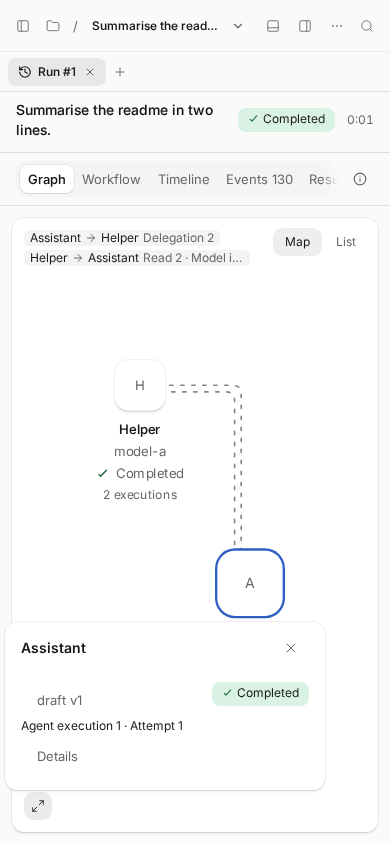 / Summarise the read...
Run #1
Summarise the readme in two lines.
Completed 0:01
Graph Workflow Timeline Events 130
Assistant → Helper Delegation 2
Helper → Assistant Read 2 · Model i...
Map List
H
Helper
model-a
Completed
2 executions
A
Assistant
draft v1 Completed
Agent execution 1 · Attempt 1
Details